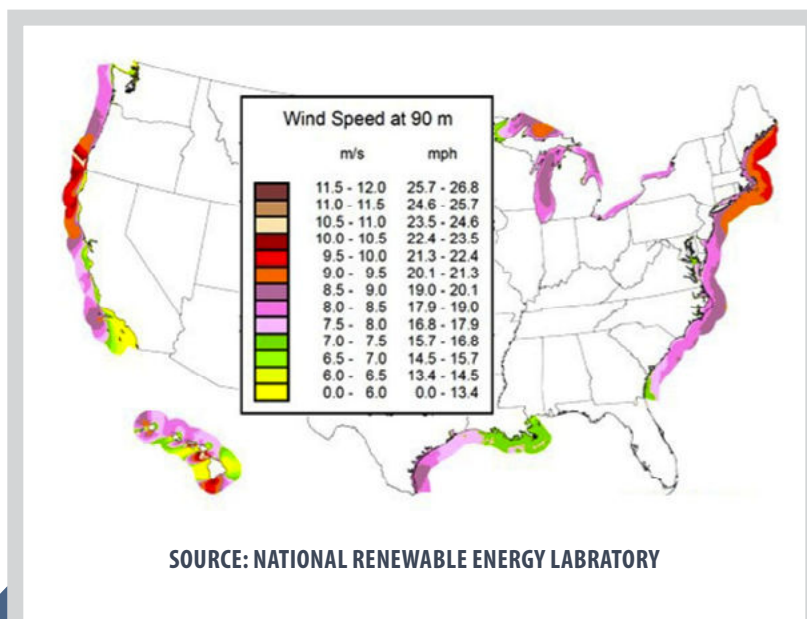 Wind Speed at 90 m
m/s mph
11.5 - 12.0 25.7 - 26.8
11.0 - 11.5 24.6 - 25.7
10.5 - 11.0 23.5 - 24.6
10.0 - 10.5 22.4 - 23.5
9.5 - 10.0 21.3 - 22.4
9.0 - 9.5 20.1 - 21.3
8.5 - 9.0 19.0 - 20.1
8.0 - 8.5 17.9 - 19.0
7.5 - 8.0 16.8 - 17.9
7.0 - 7.5 15.7 - 16.8
6.5 - 7.0 14.5 - 15.7
6.0 - 6.5 13.4 - 14.5
0.0 - 6.0 0.0 - 13.4
SOURCE: NATIONAL RENEWABLE ENERGY LABRATORY